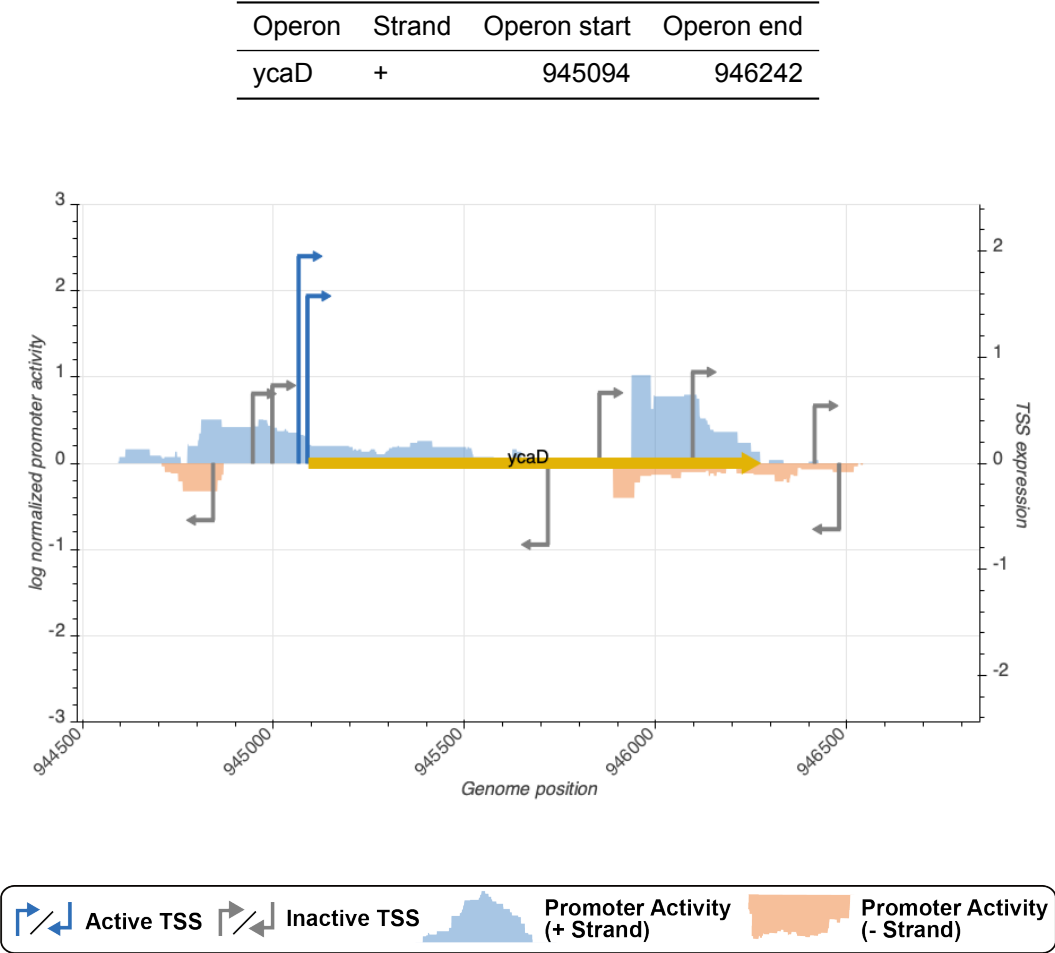 Operon Strand Operon start Operon end
ycaD + 945094 946242
3
2
1
0
-1
-2
-3
log normalized promoter activity
ycaD
2
1
0
-1
-2
TSS expression
944500 945000 945500 946000 946500
Genome position
Active TSS
Inactive TSS
Promoter Activity
(+ Strand)
Promoter Activity
(- Strand)